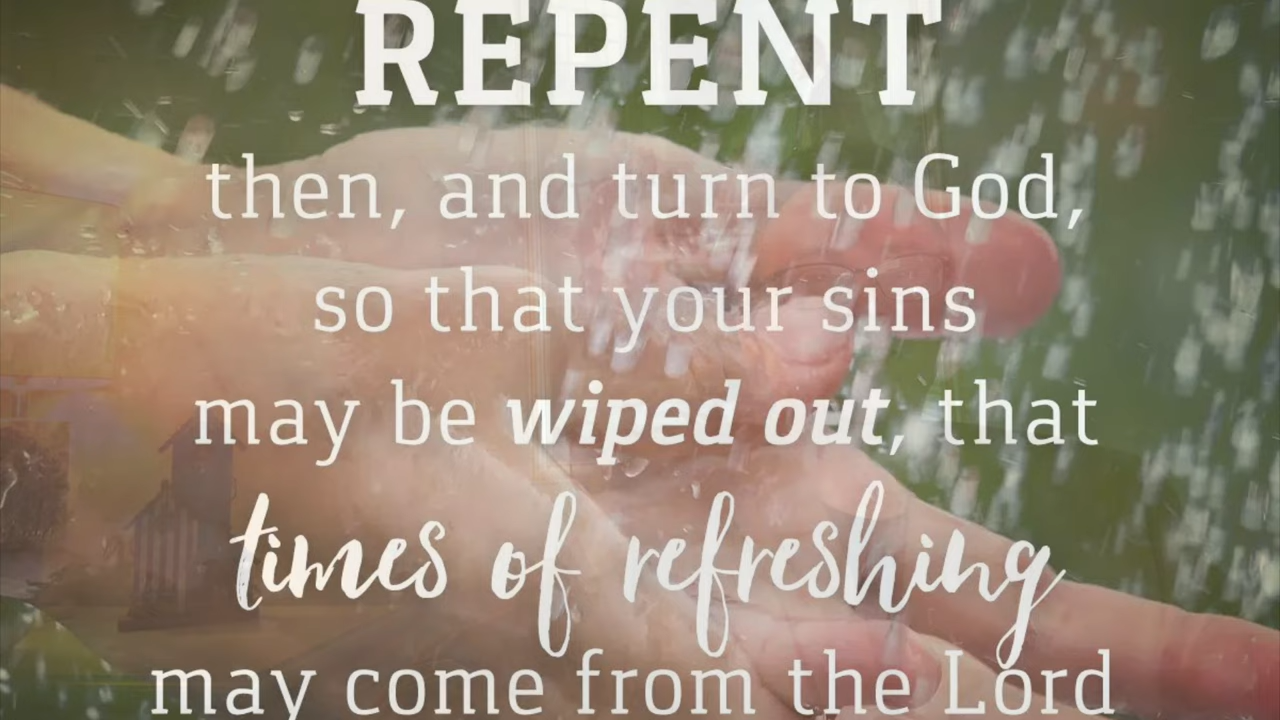 REPENT
then, and turn to God,
so that your sins
may be wiped out, that
times of refreshing
may come from the Lord